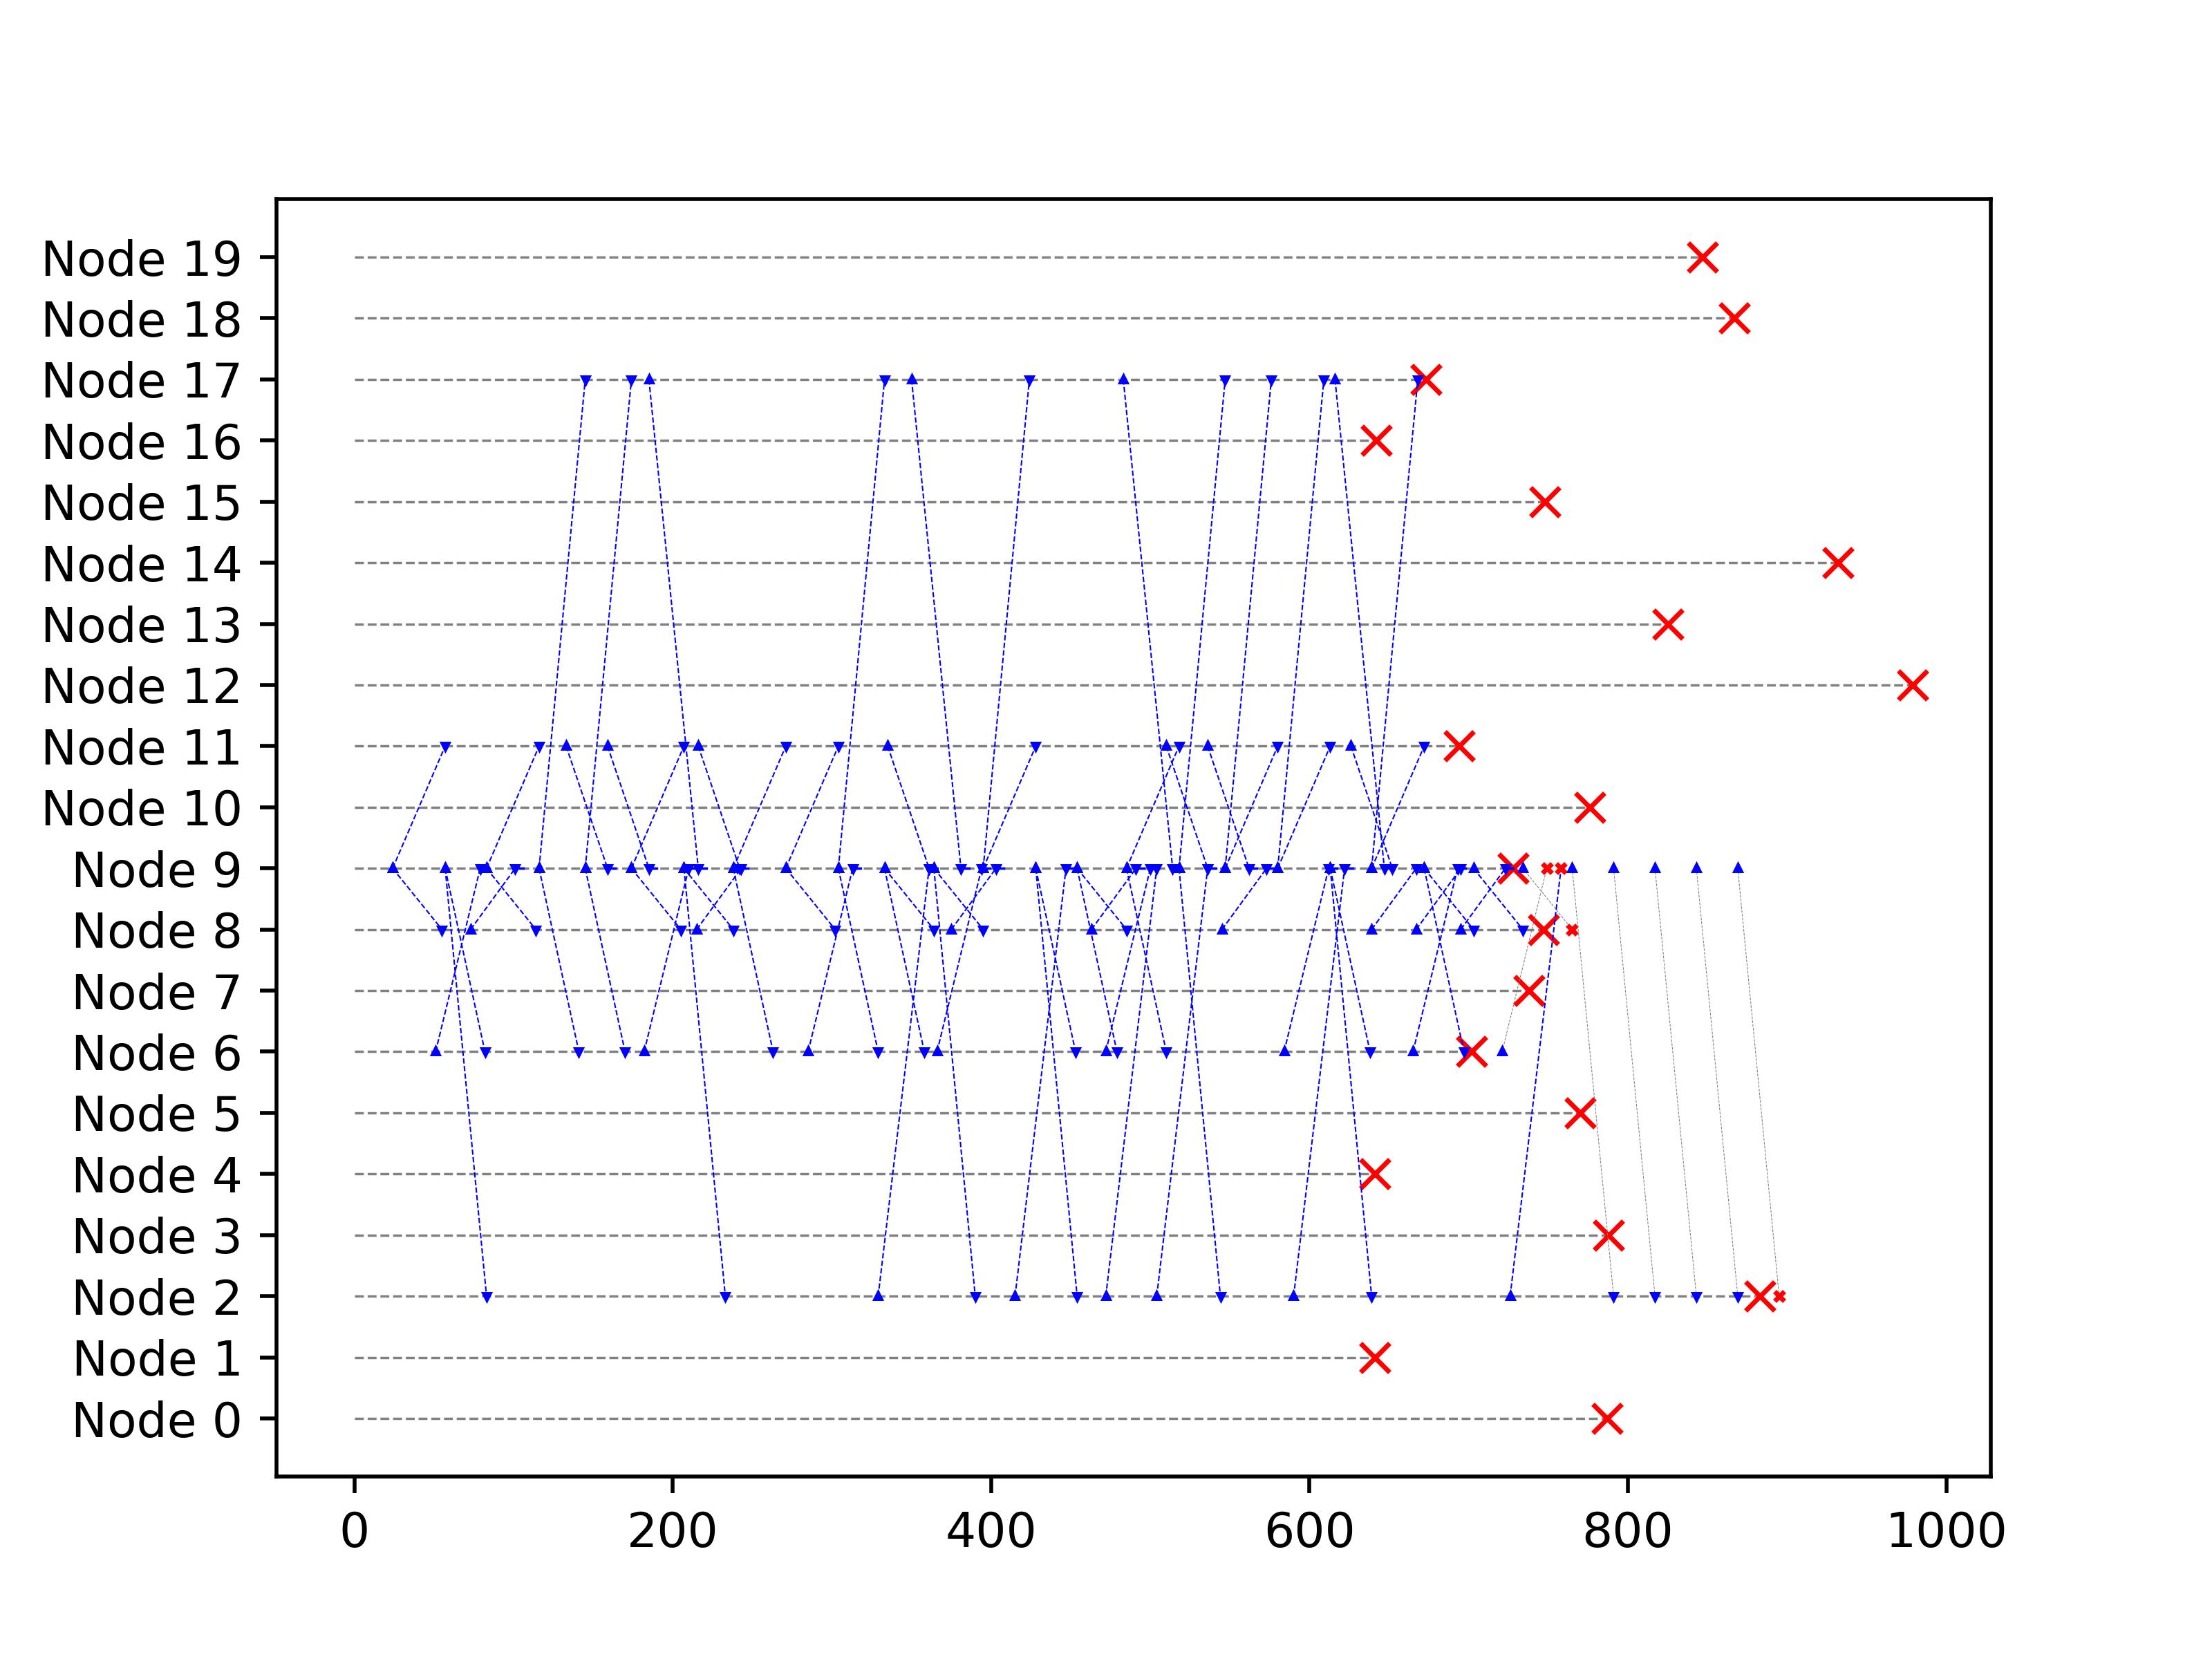 Node 19
Node 18
Node 17
Node 16
Node 15
Node 14
Node 13
Node 12
Node 11
Node 10
Node 9
Node 8
Node 7
Node 6
Node 5
Node 4
Node 3
Node 2
Node 1
Node 0
0 200 400 600 800 1000